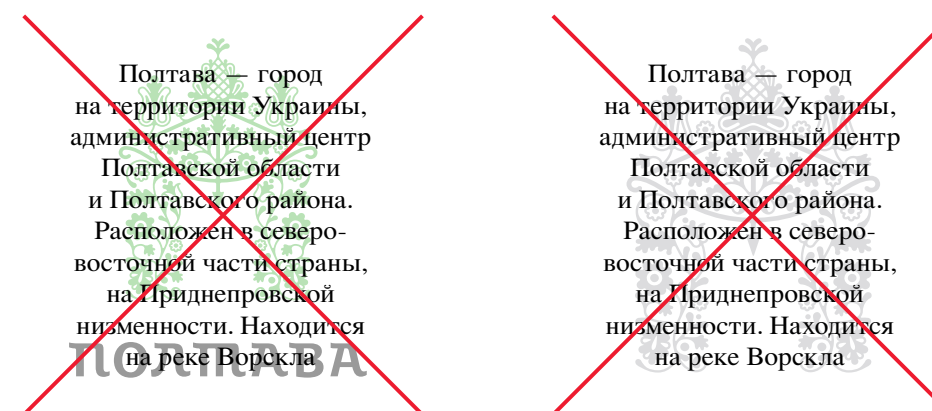 Полтава — город
на территории Украины,
административный центр
Полтавской области
и Полтавского района.
Расположен в северо-
восточной части страны,
на Приднепровской
низменности. Находится
на реке Ворскла
ПОЛТАВА
Полтава — город
на территории Украины,
административный центр
Полтавской области
и Полтавского района.
Расположен в северо-
восточной части страны,
на Приднепровской
низменности. Находится
на реке Ворскла